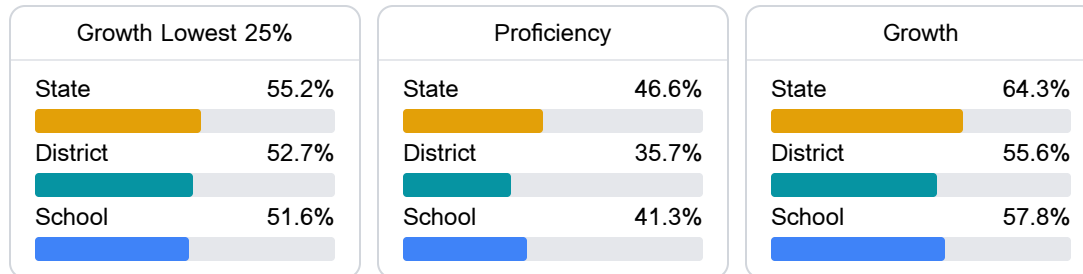 Growth Lowest 25%
State 55.2%
District 52.7%
School 51.6%
Proficiency
State 46.6%
District 35.7%
School 41.3%
Growth
State 64.3%
District 55.6%
School 57.8%